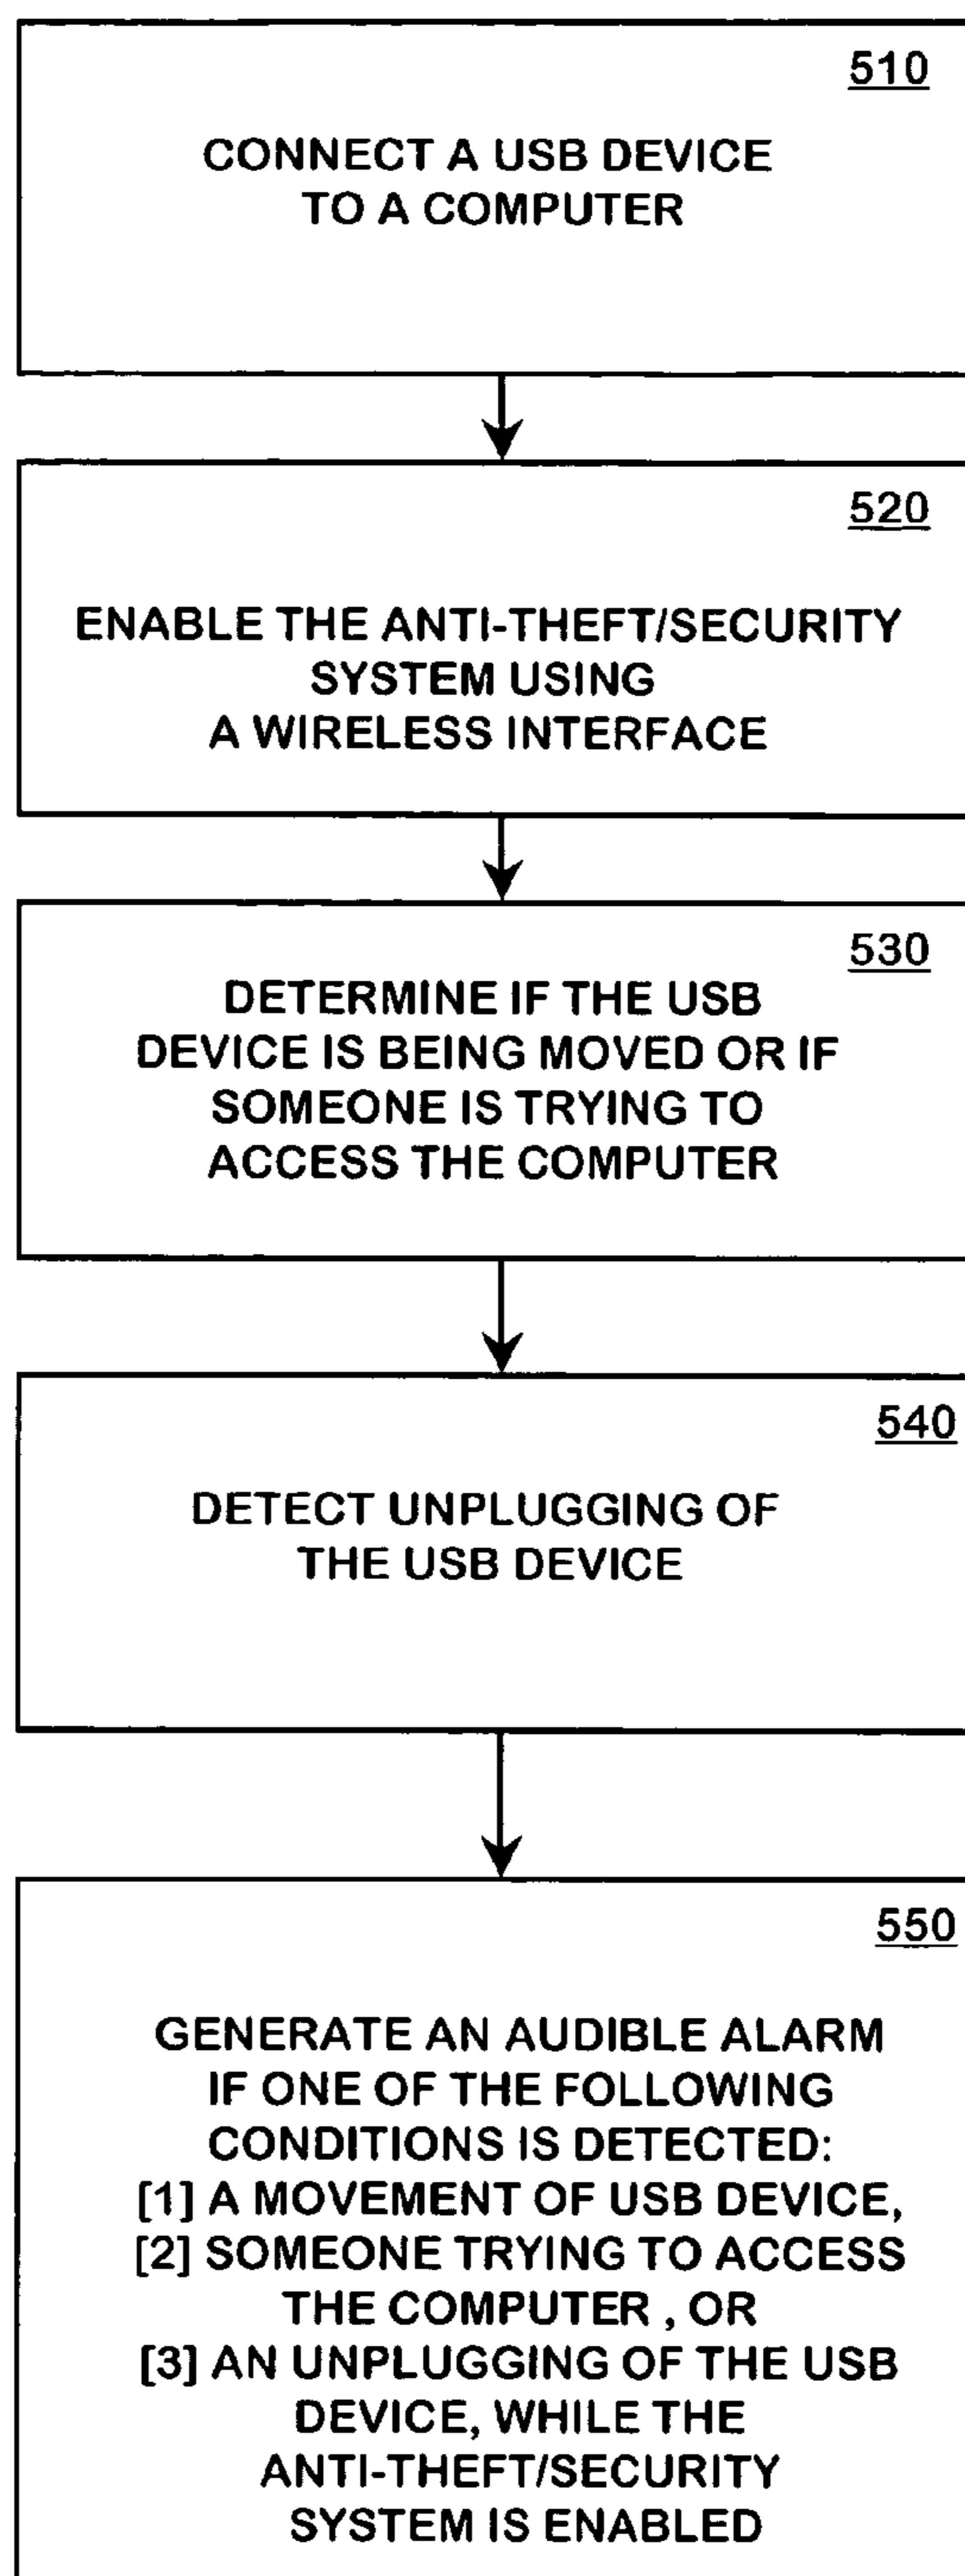 510
CONNECT A USB DEVICE
TO A COMPUTER
520
ENABLE THE ANTI-THEFT/SECURITY
SYSTEM USING
A WIRELESS INTERFACE
530
DETERMINE IF THE USB
DEVICE IS BEING MOVED OR IF
SOMEONE IS TRYING TO
ACCESS THE COMPUTER
540
DETECT UNPLUGGING OF
THE USB DEVICE
550
GENERATE AN AUDIBLE ALARM
IF ONE OF THE FOLLOWING
CONDITIONS IS DETECTED:
[1] A MOVEMENT OF USB DEVICE,
[2] SOMEONE TRYING TO ACCESS
THE COMPUTER , OR
[3] AN UNPLUGGING OF THE USB
DEVICE, WHILE THE
ANTI-THEFT/SECURITY
SYSTEM IS ENABLED